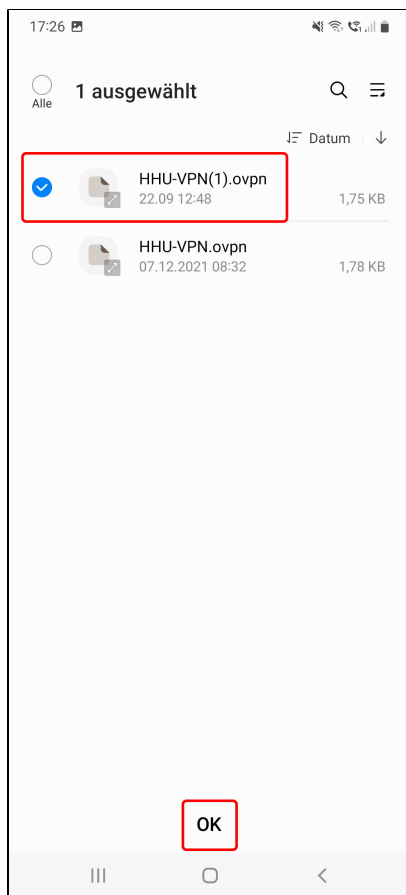 17:26
Alle
1 ausgewählt
Datum
HHU-VPN(1).ovpn
22.09 12:48
1,75 KB
HHU-VPN.ovpn
07.12.2021 08:32
1,78 KB
OK